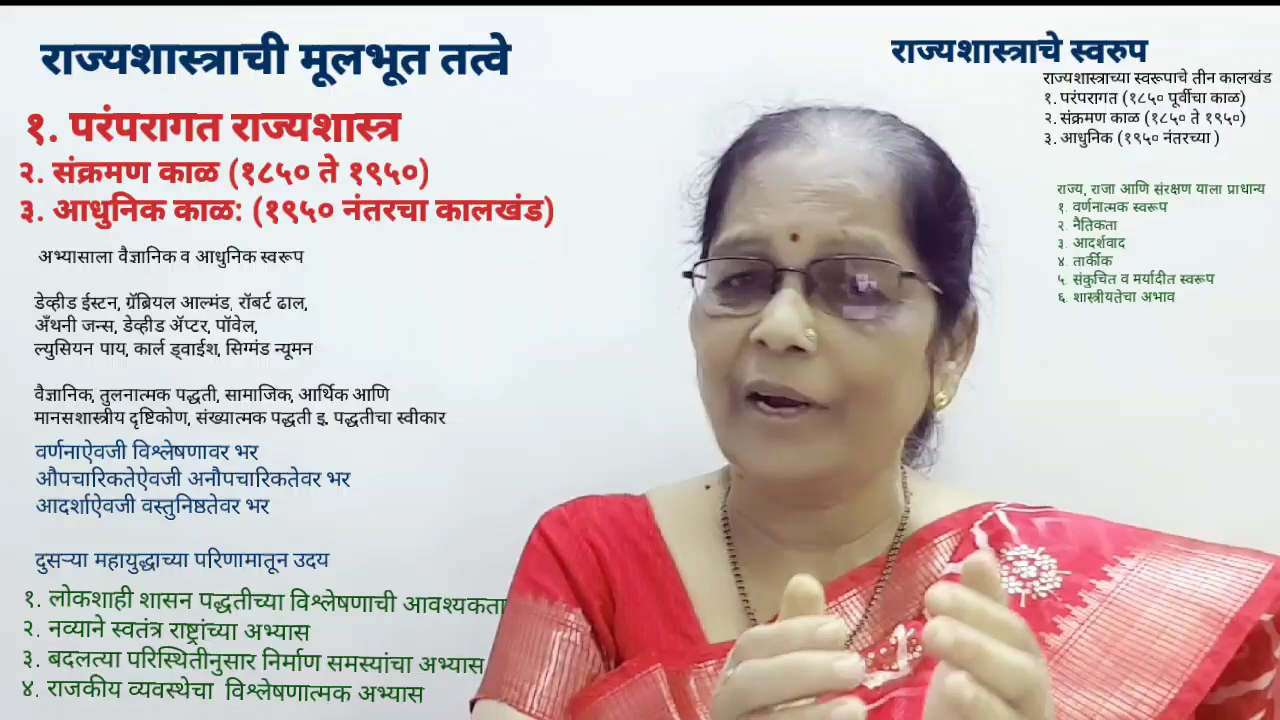 राज्यशास्त्राची मूलभूत तत्वे
१. परंपरागत राज्यशास्त्र
२. संक्रमण काळ (१८५० ते १९५०)
३. आधुनिक काळ: (१९५० नंतरचा कालखंड)
अभ्यासाला वैज्ञानिक व आधुनिक स्वरूप
डेव्हीड ईस्टन, ग्रॅब्रियल आल्मंड, रॉबर्ट ढाल,
अँथनी जन्स, डेव्हीड ॲप्टर, पॉवेल,
ल्युसियन पाय, कार्ल ड्वाईश, सिग्मंड न्यूमन
वैज्ञानिक, तुलनात्मक पद्धती, सामाजिक, आर्थिक आणि
मानसशास्त्रीय दृष्टिकोण, संख्यात्मक पद्धती इ. पद्धतीचा स्वीकार
वर्णनाऐवजी विश्लेषणावर भर
औपचारिकतेऐवजी अनौपचारिकतेवर भर
आदर्शाऐवजी वस्तुनिष्ठतेवर भर
दुसऱ्या महायुद्धाच्या परिणामातून उदय
१. लोकशाही शासन पद्धतीच्या विश्लेषणाची आवश्यकता
२. नव्याने स्वतंत्र राष्ट्रांच्या अभ्यास
३. बदलत्या परिस्थितीनुसार निर्माण समस्यांचा अभ्यास
४. राजकीय व्यवस्थेचा विश्लेषणात्मक अभ्यास
राज्यशास्त्राचे स्वरुप
राज्यशास्त्राच्या स्वरूपाचे तीन कालखंड
१. परंपरागत (१८५० पूर्वीचा काळ)
२. संक्रमण काळ (१८५० ते १९५०)
३. आधुनिक (१९५० नंतरच्या )
राज्य, राजा आणि संरक्षण याला प्राधान्य
१. वर्णनात्मक स्वरूप
२. नैतिकता
३. आदर्शवाद
४. तार्कीक
५. संकुचित व मर्यादीत स्वरूप
६. शास्त्रीयतेचा अभाव